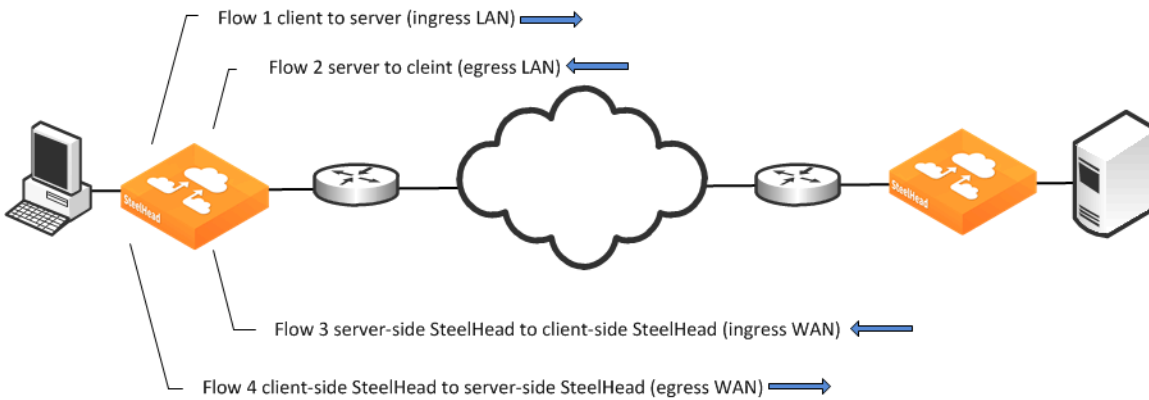 Flow 1 client to server (ingress LAN)
Flow 2 server to cleint (egress LAN)
SteelHead
SteelHead
Flow 3 server-side SteelHead to client-side SteelHead (ingress WAN)
Flow 4 client-side SteelHead to server-side SteelHead (egress WAN)